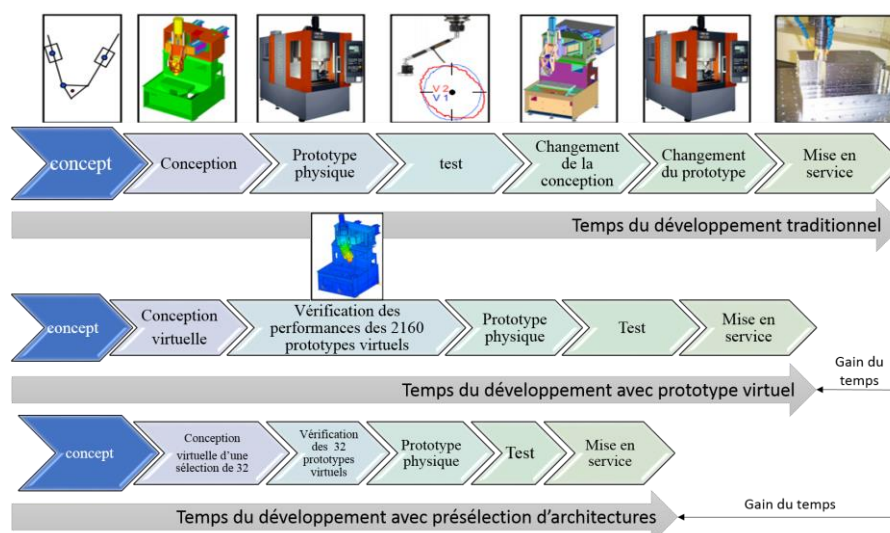 V 2
V 1
concept
Conception
Prototype
physique
test
Changement
de la
conception
Changement
du prototype
Mise en
service
Temps du développement traditionnel
concept
Conception
virtuelle
Vérification des
performances des 2160
prototypes virtuels
Prototype
physique
Test
Mise en
service
Gain du
temps
Temps du développement avec prototype virtuel
concept
Conception
virtuelle d'une
sélection de 32
Vérification
des 32
prototypes
virtuels
Prototype
physique
Test
Mise en
service
Gain du temps
Temps du développement avec présélection d'architectures